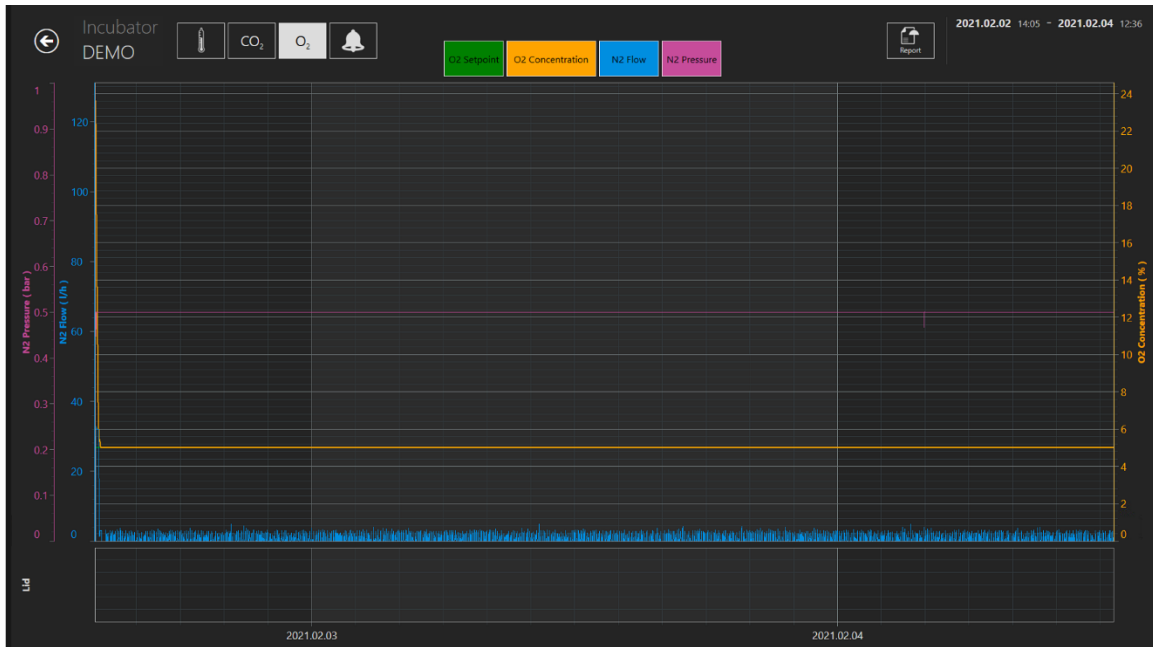 Incubator
DEMO
CO₂
O₂
Report
2021.02.02 14:05 - 2021.02.04 12:36
O2 Setpoint
O2 Concentration
N2 Flow
N2 Pressure
N2 Pressure ( bar )
1
0.9
0.8
0.7
0.6
0.5
0.4
0.3
0.2
0.1
0
N2 Flow ( l/h )
120
100
80
60
40
20
0
24
22
20
18
16
14
12
10
8
6
4
2
0
O2 Concentration ( % )
Lid
2021.02.03
2021.02.04